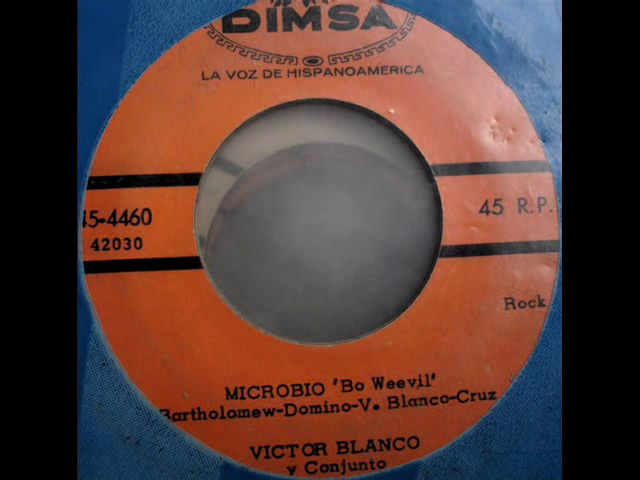 DIMSA
LA VOZ DE HISPANOAMERICA
45-4460
42030
45 R.P.
Rock
MICROBIO 'Bo Weevil'
Bartholomew-Domino-V. Blanco-Cruz
VICTOR BLANCO
y Conjunto